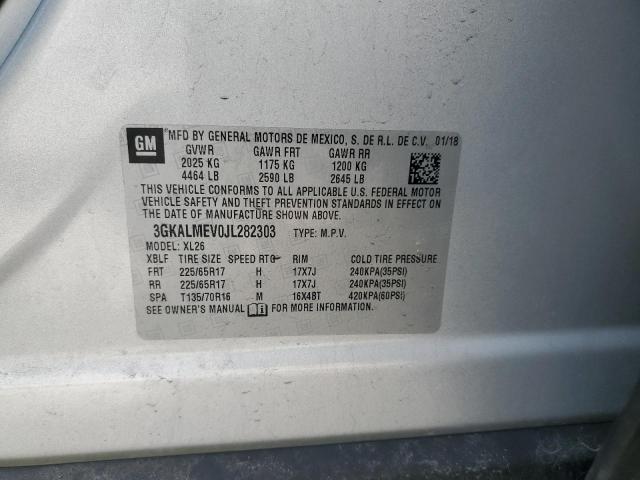 GM MFD BY GENERAL MOTORS DE MEXICO, S. DE R.L. DE C.V. 01/18
GVWR GAWR FRT GAWR RR
2025 KG 1175 KG 1200 KG
4464 LB 2590 LB 2645 LB
THIS VEHICLE CONFORMS TO ALL APPLICABLE U.S. FEDERAL MOTOR
VEHICLE SAFETY AND THEFT PREVENTION STANDARDS IN EFFECT ON
THE DATE OF MANUFACTURE SHOWN ABOVE.
3GKALMEV0JL282303 TYPE: M.P.V.
MODEL: XL26
XBLF TIRE SIZE SPEED RTG RIM COLD TIRE PRESSURE
FRT 225/65R17 H 17X7J 240KPA(35PSI)
RR 225/65R17 H 17X7J 240KPA(35PSI)
SPA T135/70R16 M 16X4BT 420KPA(60PSI)
SEE OWNER'S MANUAL FOR MORE INFORMATION.